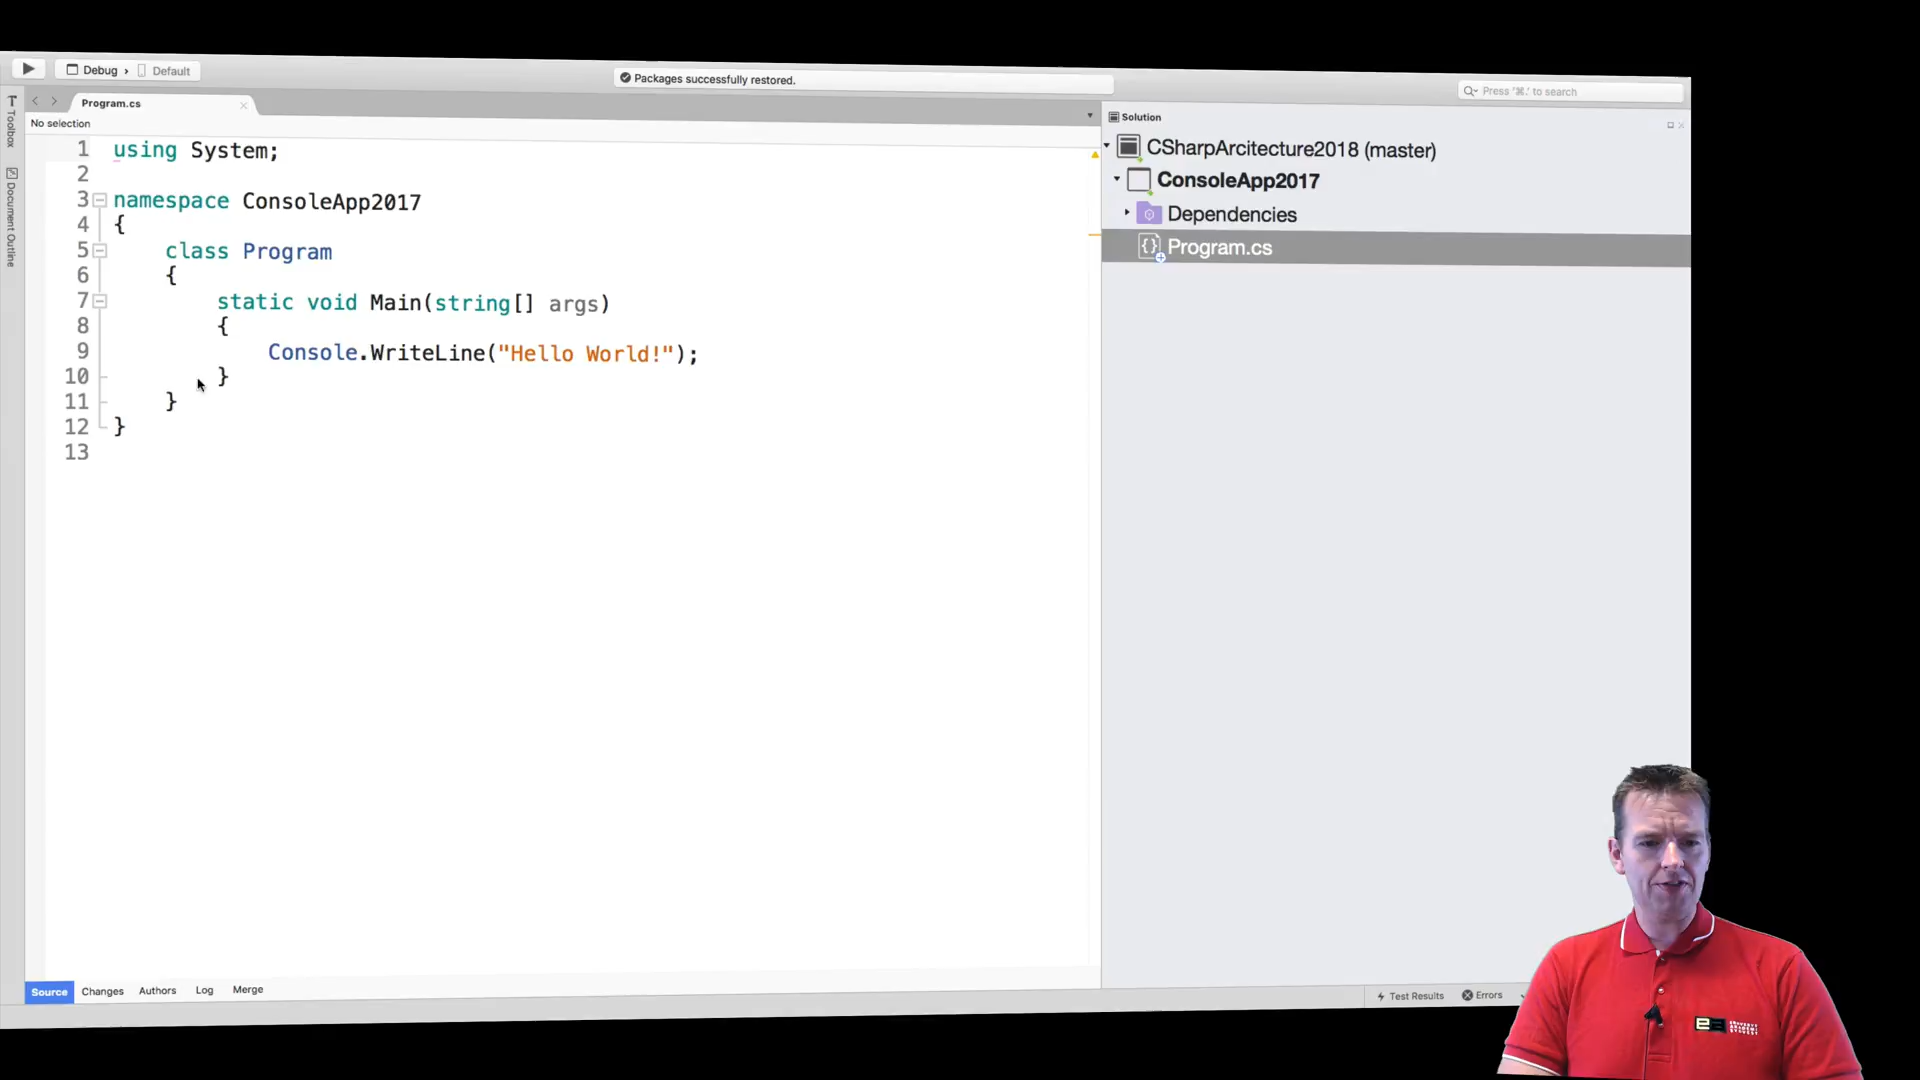 Debug › Default
Packages successfully restored.
Press '⌘.' to search
Program.cs
No selection
Toolbox
Document Outline
1 using System;
2
3 namespace ConsoleApp2017
4 {
5 class Program
6 {
7 static void Main(string[] args)
8 {
9 Console.WriteLine("Hello World!");
10 }
11 }
12 }
13
Solution
CSharpArcitecture2018 (master)
ConsoleApp2017
Dependencies
{} Program.cs
Source Changes Authors Log Merge
Test Results Errors